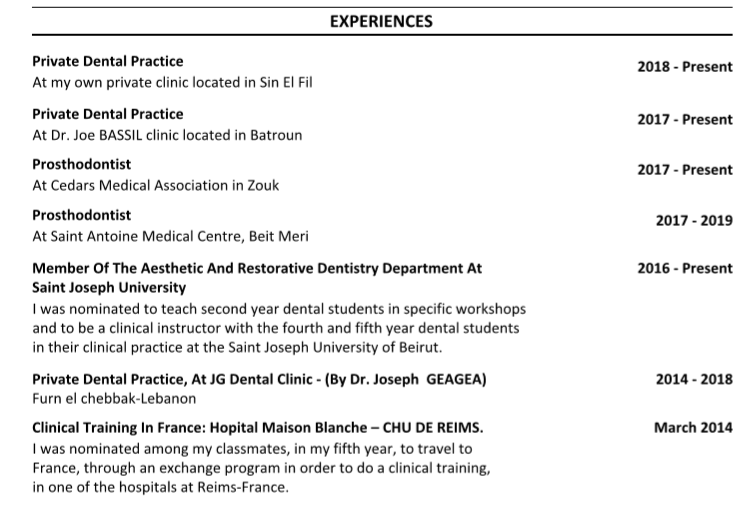 EXPERIENCES
Private Dental Practice
2018 - Present
At my own private clinic located in Sin El Fil
Private Dental Practice
2017 - Present
At Dr. Joe BASSIL clinic located in Batroun
Prosthodontist
2017 - Present
At Cedars Medical Association in Zouk
Prosthodontist
2017 - 2019
At Saint Antoine Medical Centre, Beit Meri
Member Of The Aesthetic And Restorative Dentistry Department At
2016 - Present
Saint Joseph University
I was nominated to teach second year dental students in specific workshops
and to be a clinical instructor with the fourth and fifth year dental students
in their clinical practice at the Saint Joseph University of Beirut.
Private Dental Practice, At JG Dental Clinic - (By Dr. Joseph GEAGEA)
2014 - 2018
Furn el chebbak-Lebanon
Clinical Training In France: Hopital Maison Blanche – CHU DE REIMS.
March 2014
I was nominated among my classmates, in my fifth year, to travel to
France, through an exchange program in order to do a clinical training,
in one of the hospitals at Reims-France.